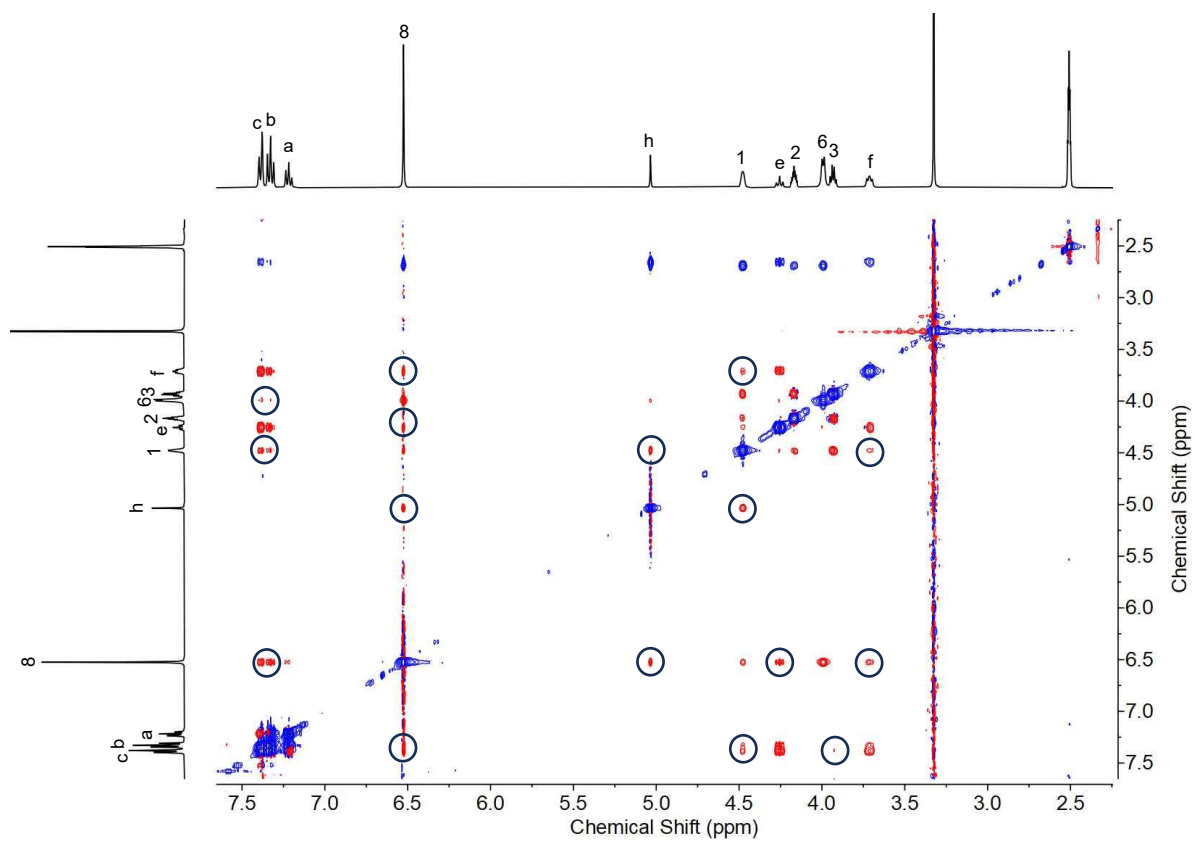 8
c b a
h
1 e 2 6 3 f
f
3
6
2
e
1
h
8
a
b
c
2.5
3.0
3.5
4.0
4.5
5.0
5.5
6.0
6.5
7.0
7.5
Chemical Shift (ppm)
7.5 7.0 6.5 6.0 5.5 5.0 4.5 4.0 3.5 3.0 2.5
Chemical Shift (ppm)